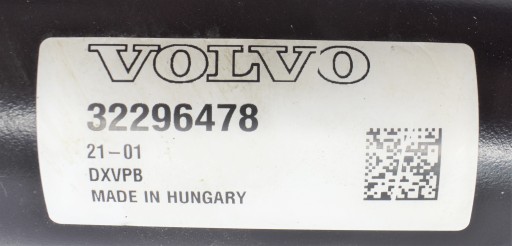 VOLVO
32296478
21-01
DXVPB
MADE IN HUNGARY